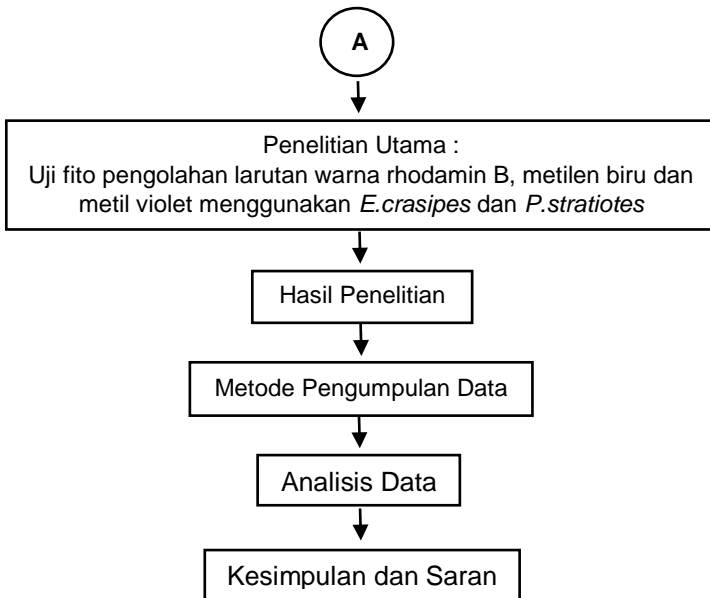 A
Penelitian Utama :
Uji fito pengolahan larutan warna rhodamin B, metilen biru dan
metil violet menggunakan E.crasipes dan P.stratiotes
Hasil Penelitian
Metode Pengumpulan Data
Analisis Data
Kesimpulan dan Saran